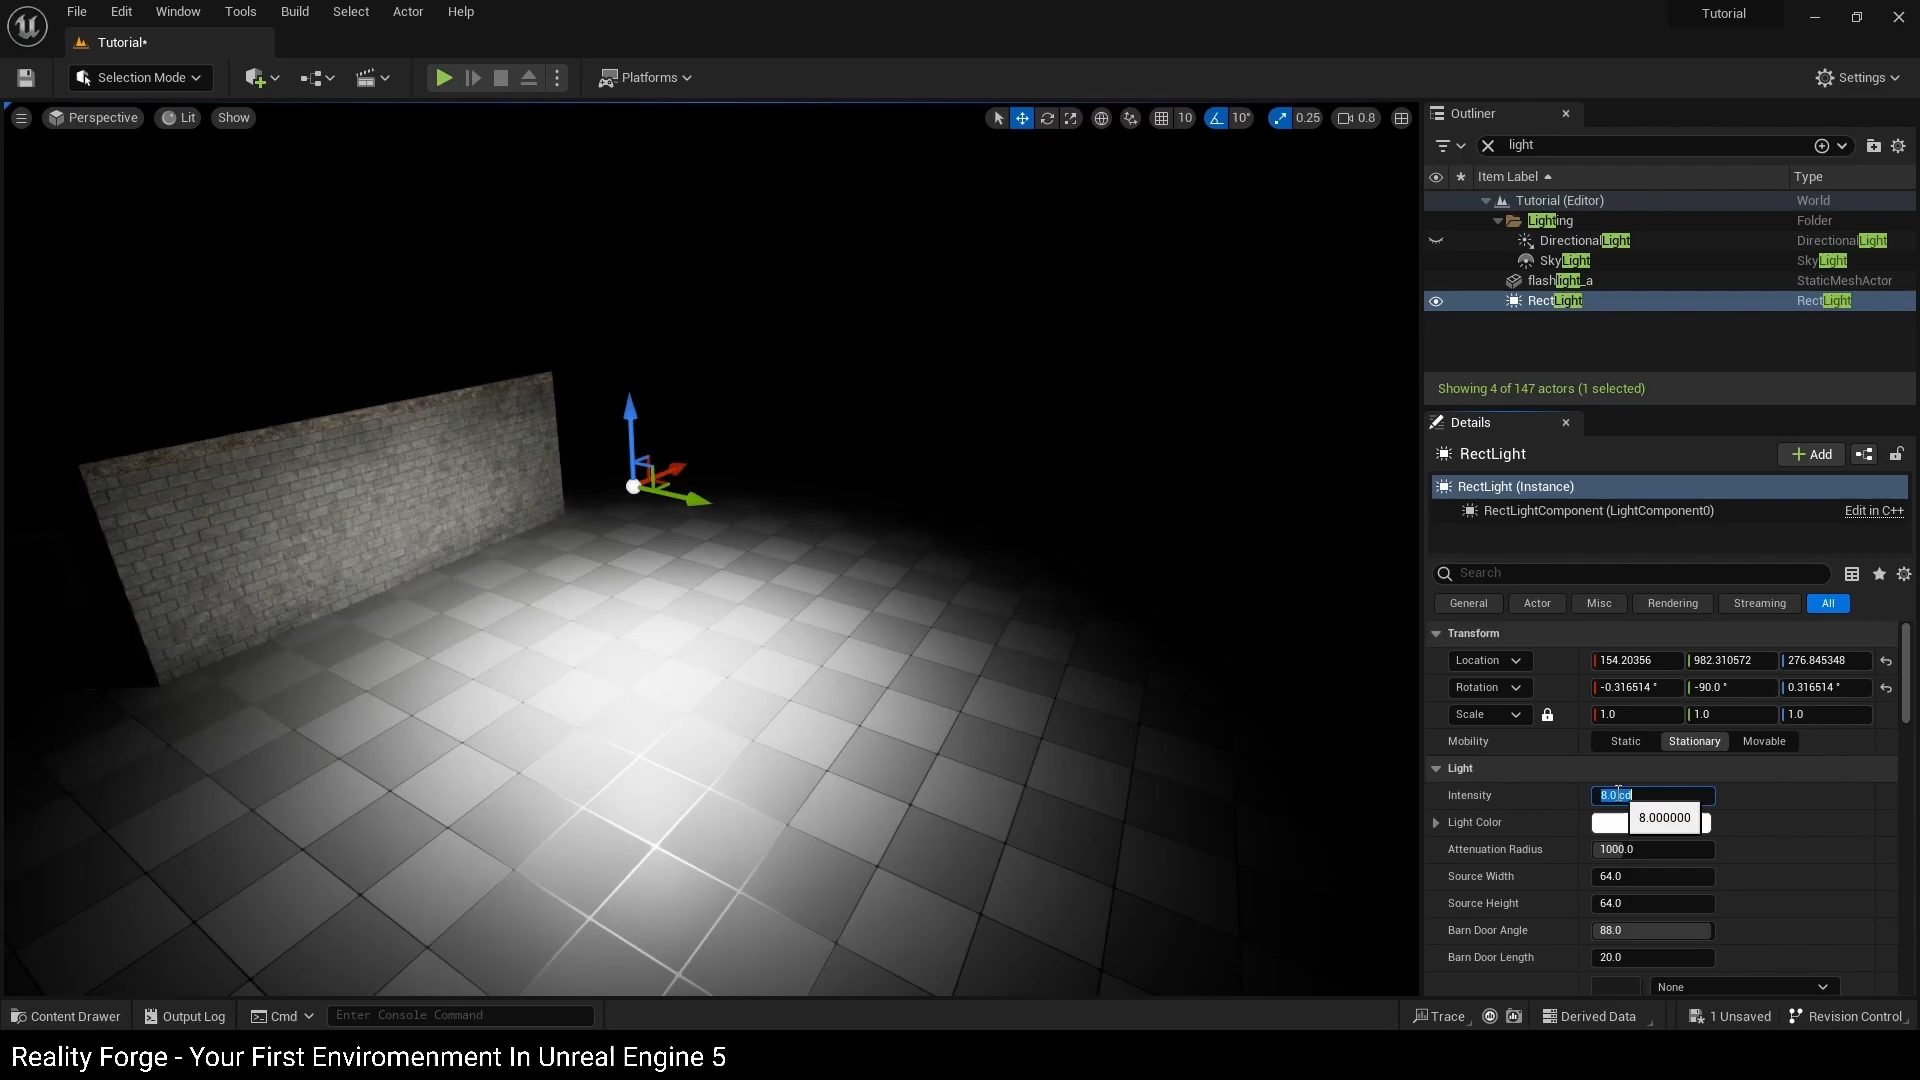 File Edit Window Tools Build Select Actor Help
Tutorial
Tutorial*
Selection Mode
Platforms
Settings
Perspective Lit Show
10 10° 0.25 0.8
Outliner
light
Item Label Type
Tutorial (Editor) World
Lighting Folder
DirectionalLight DirectionalLight
SkyLight SkyLight
flashlight_a StaticMeshActor
RectLight RectLight
Showing 4 of 147 actors (1 selected)
Details
RectLight
Add
RectLight (Instance)
RectLightComponent (LightComponent0) Edit in C++
Search
General Actor Misc Rendering Streaming All
Transform
Location 154.20356 982.310572 276.845348
Rotation -0.316514 ° -90.0 ° 0.316514 °
Scale 1.0 1.0 1.0
Mobility Static Stationary Movable
Light
Intensity 8.0 cd
8.000000
Light Color
Attenuation Radius 1000.0
Source Width 64.0
Source Height 64.0
Barn Door Angle 88.0
Barn Door Length 20.0
None
Content Drawer Output Log Cmd Enter Console Command Trace Derived Data 1 Unsaved Revision Control
Reality Forge - Your First Enviromenment In Unreal Engine 5